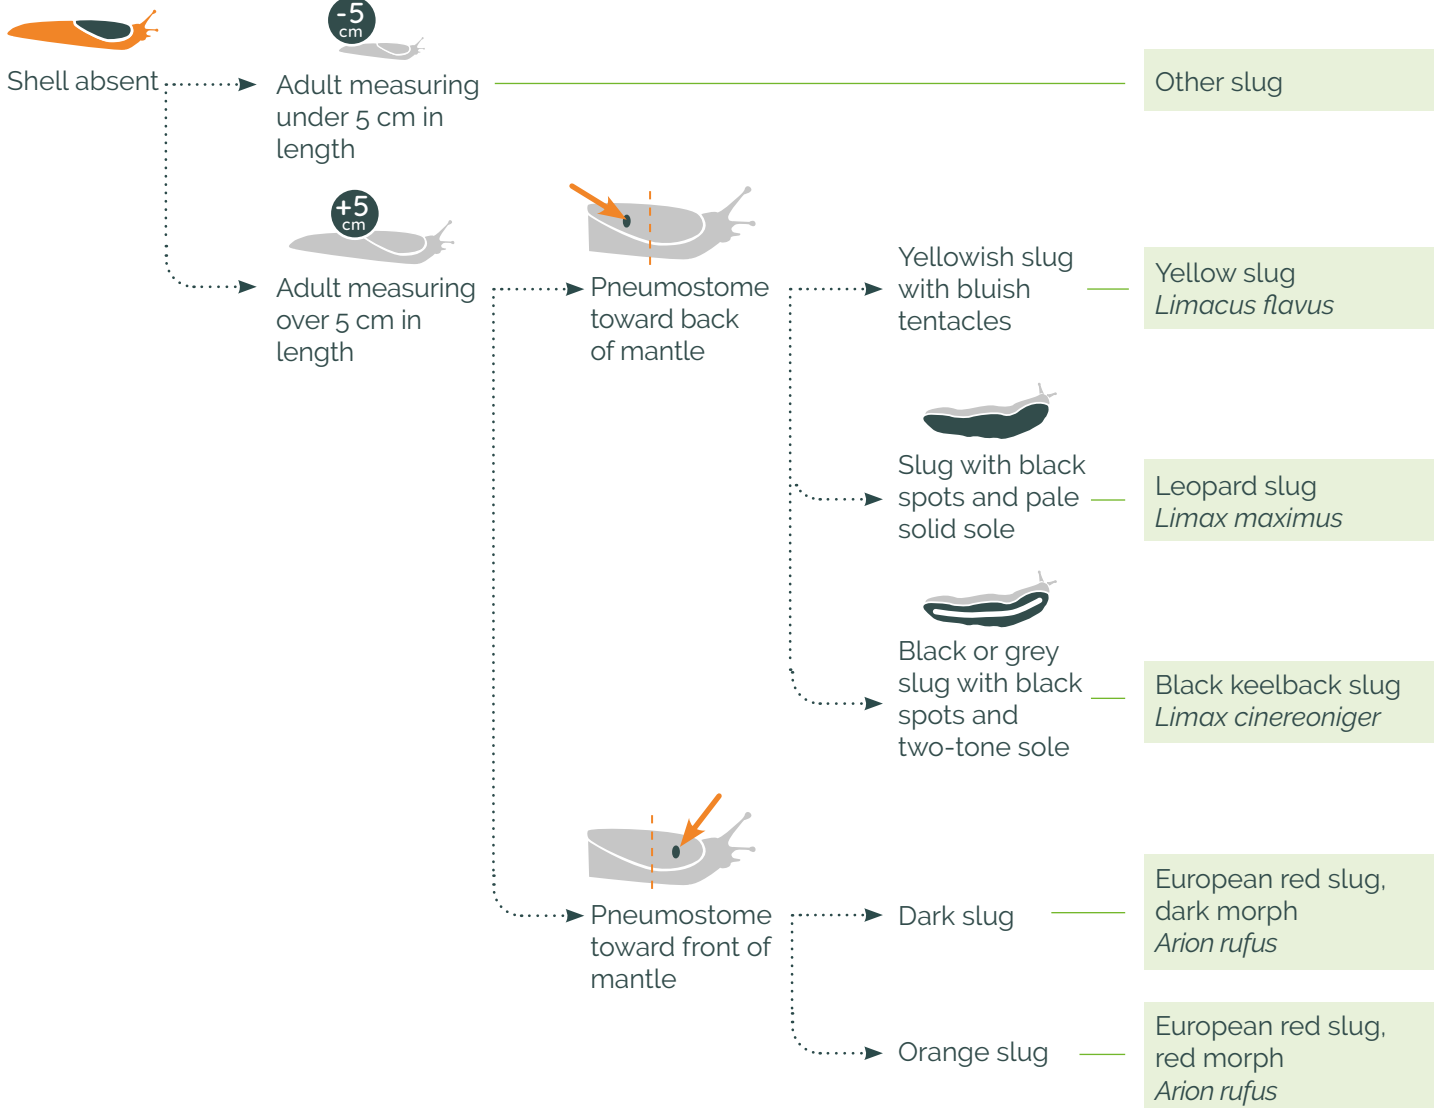 -5
cm
Shell absent
Adult measuring
under 5 cm in
length
Other slug
+5
cm
Adult measuring
over 5 cm in
length
Pneumostome
toward back
of mantle
Yellowish slug
with bluish
tentacles
Yellow slug
Limacus flavus
Slug with black
spots and pale
solid sole
Leopard slug
Limax maximus
Black or grey
slug with black
spots and
two-tone sole
Black keelback slug
Limax cinereoniger
Pneumostome
toward front of
mantle
Dark slug
European red slug,
dark morph
Arion rufus
Orange slug
European red slug,
red morph
Arion rufus